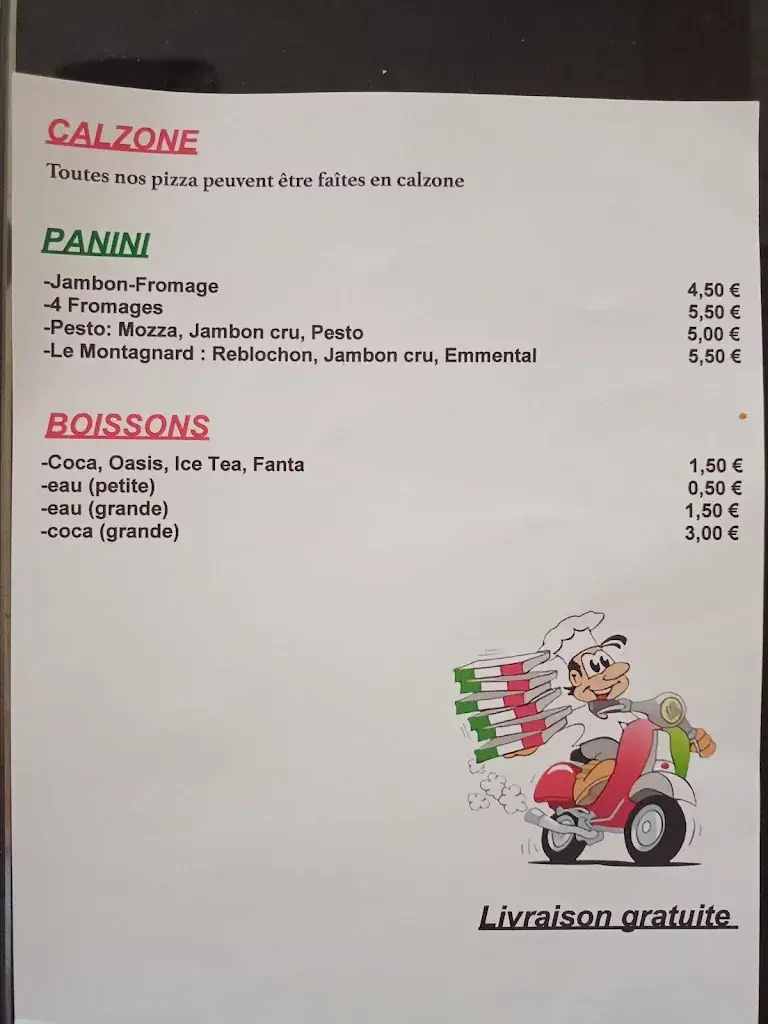 CALZONE
Toutes nos pizza peuvent être faîtes en calzone
PANINI
-Jambon-Fromage 4,50 €
-4 Fromages 5,50 €
-Pesto: Mozza, Jambon cru, Pesto 5,00 €
-Le Montagnard : Reblochon, Jambon cru, Emmental 5,50 €
BOISSONS
-Coca, Oasis, Ice Tea, Fanta 1,50 €
-eau (petite) 0,50 €
-eau (grande) 1,50 €
-coca (grande) 3,00 €
Livraison gratuite